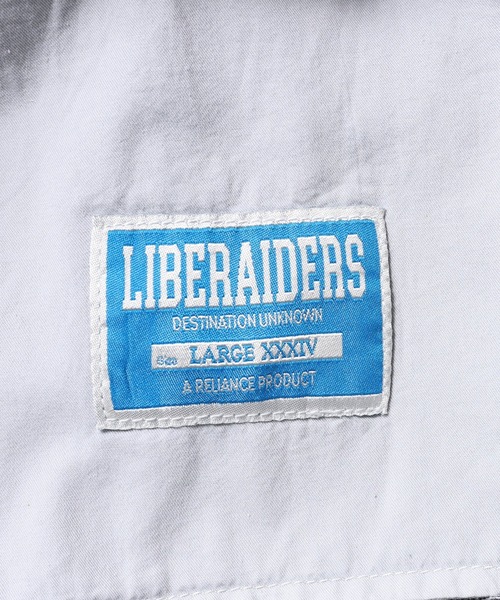 LIBERAIDERS
DESTINATION UNKNOWN
Size LARGE XXXIV
A RELIANCE PRODUCT